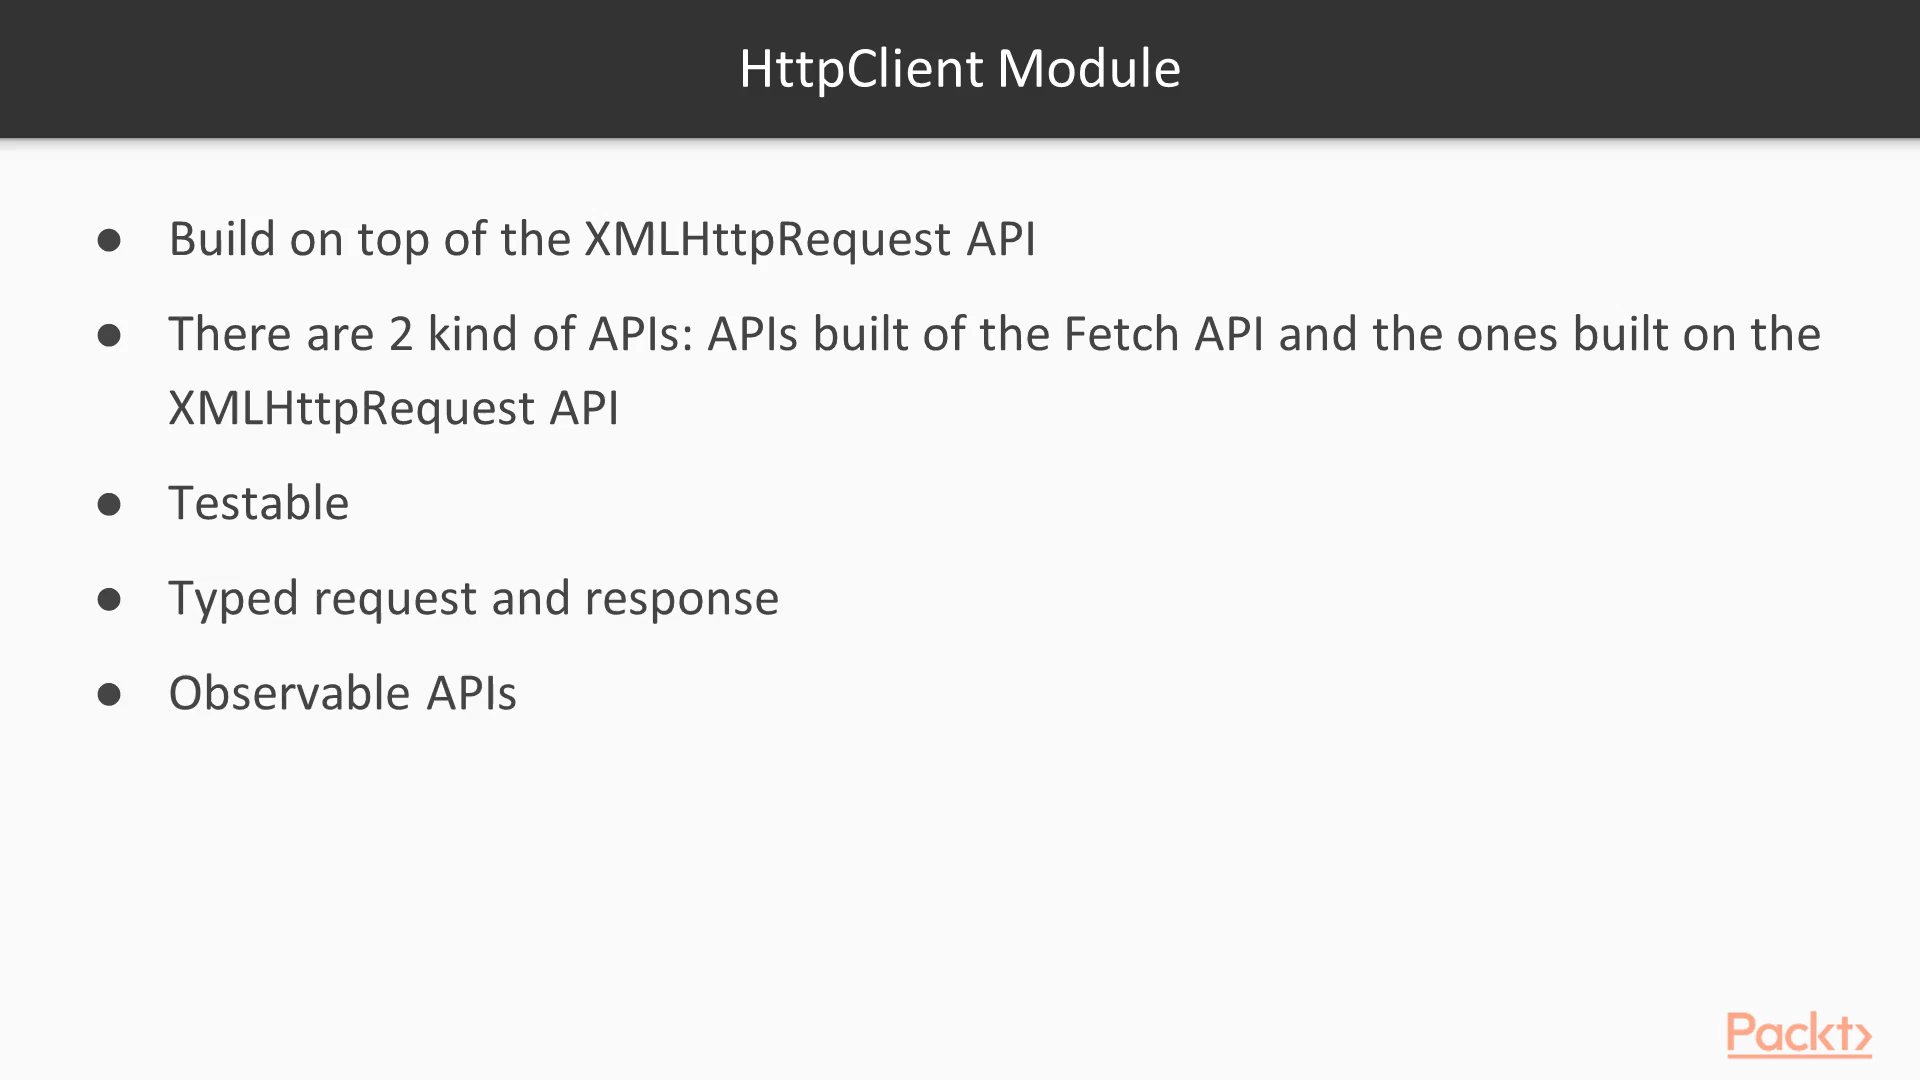 HttpClient Module
● Build on top of the XMLHttpRequest API
● There are 2 kind of APIs: APIs built of the Fetch API and the ones built on the
XMLHttpRequest API
● Testable
● Typed request and response
● Observable APIs
Packt>